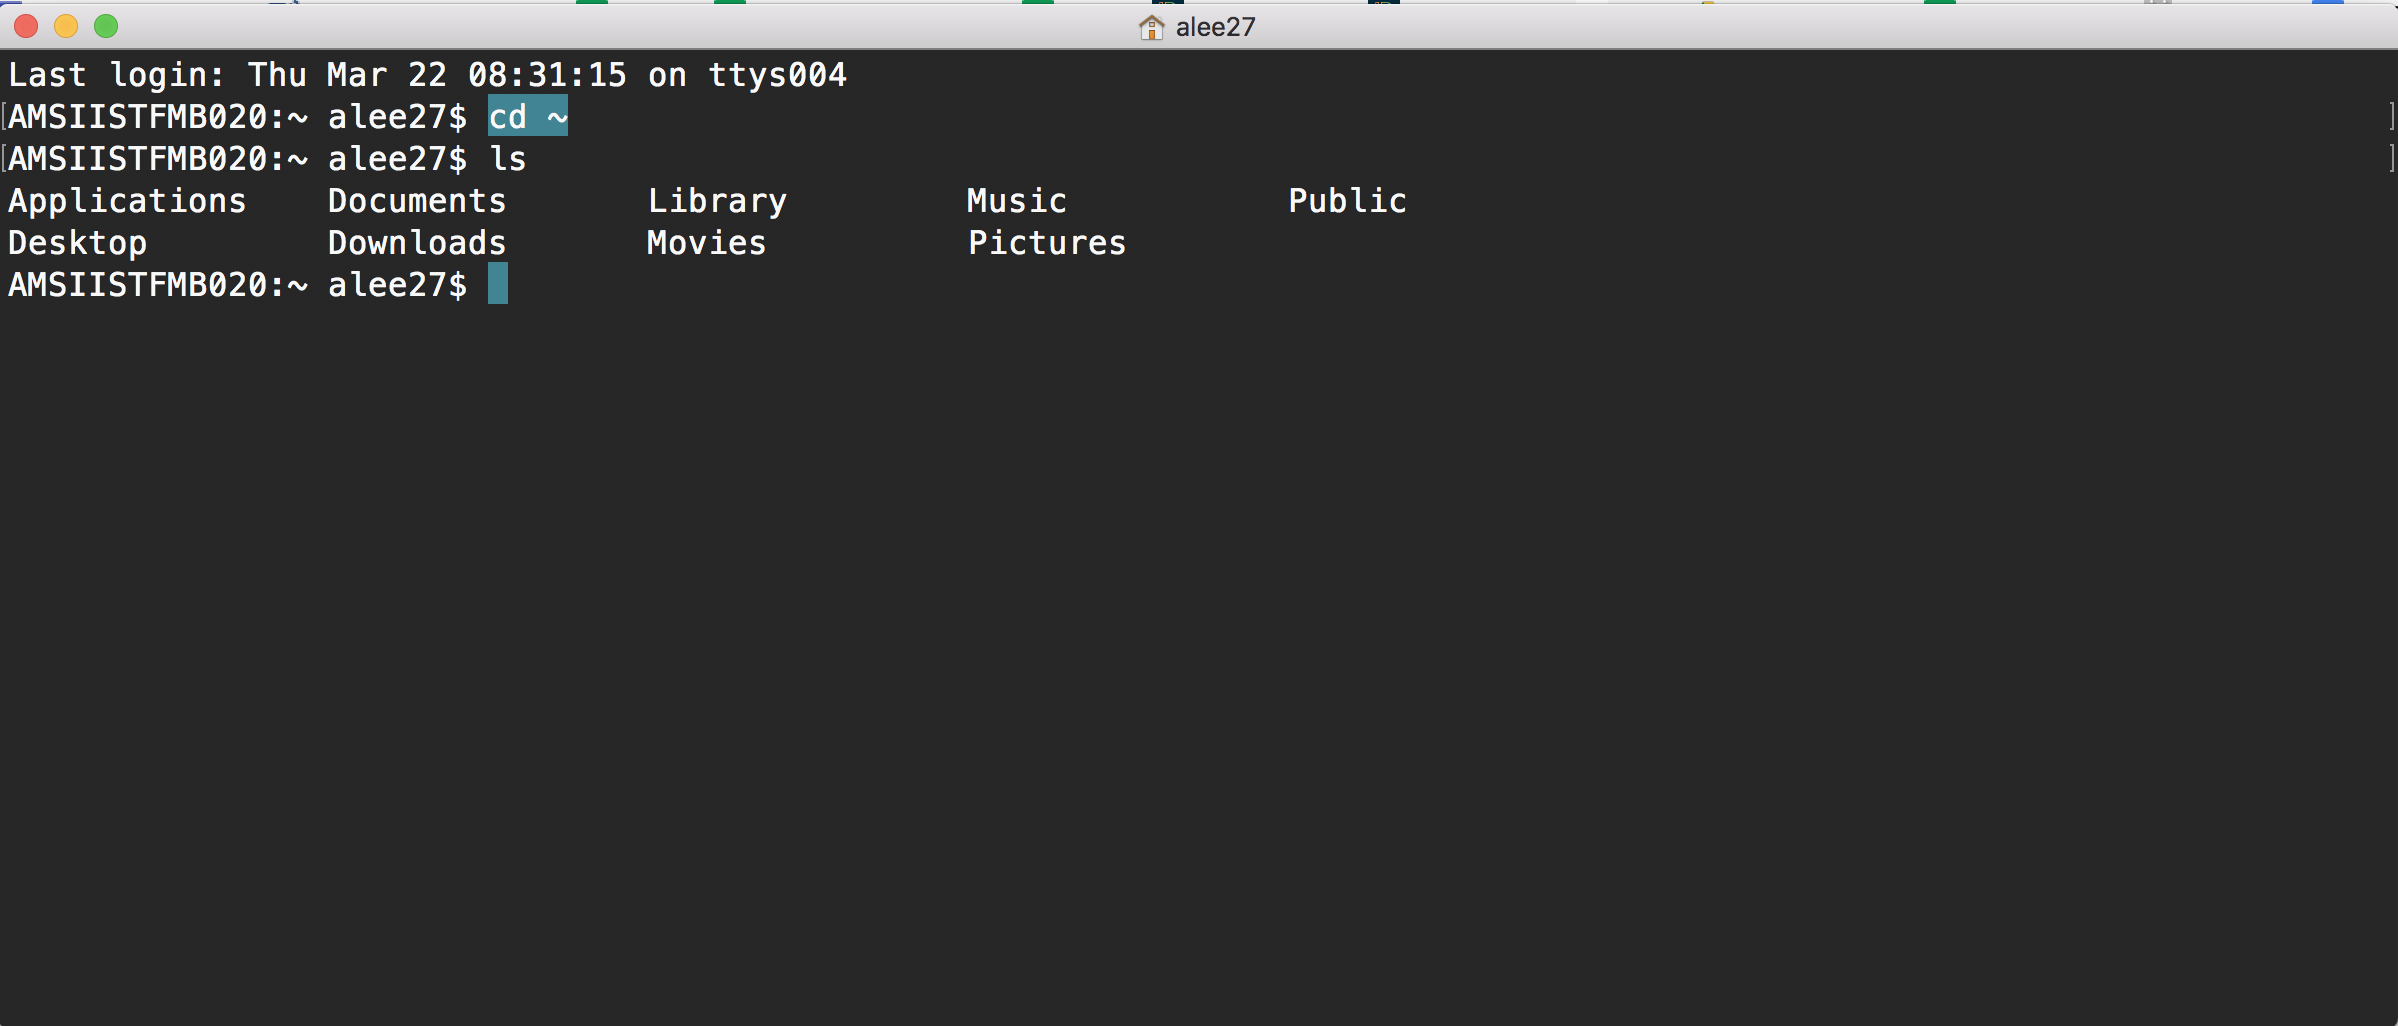 alee27
Last login: Thu Mar 22 08:31:15 on ttys004
[AMSIISTFMB020:~ alee27$ cd ~ ]
[AMSIISTFMB020:~ alee27$ ls ]
Applications Documents Library Music Public
Desktop Downloads Movies Pictures
AMSIISTFMB020:~ alee27$